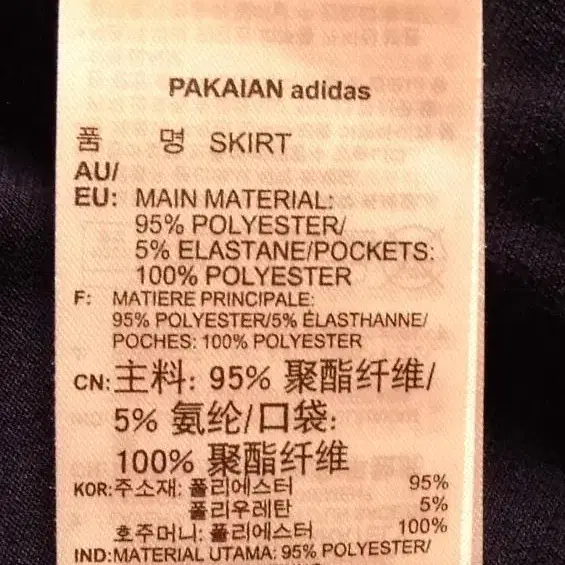 PAKAIAN adidas
품 명 SKIRT
AU/
EU: MAIN MATERIAL:
95% POLYESTER/
5% ELASTANE/POCKETS:
100% POLYESTER
F: MATIERE PRINCIPALE:
95% POLYESTER/5% ÉLASTHANNE/
POCHES: 100% POLYESTER
CN: 主料: 95% 聚酯纤维/
5% 氨纶/口袋:
100% 聚酯纤维
KOR: 주소재: 폴리에스터 95%
폴리우레탄 5%
호주머니: 폴리에스터 100%
IND: MATERIAL UTAMA: 95% POLYESTER/